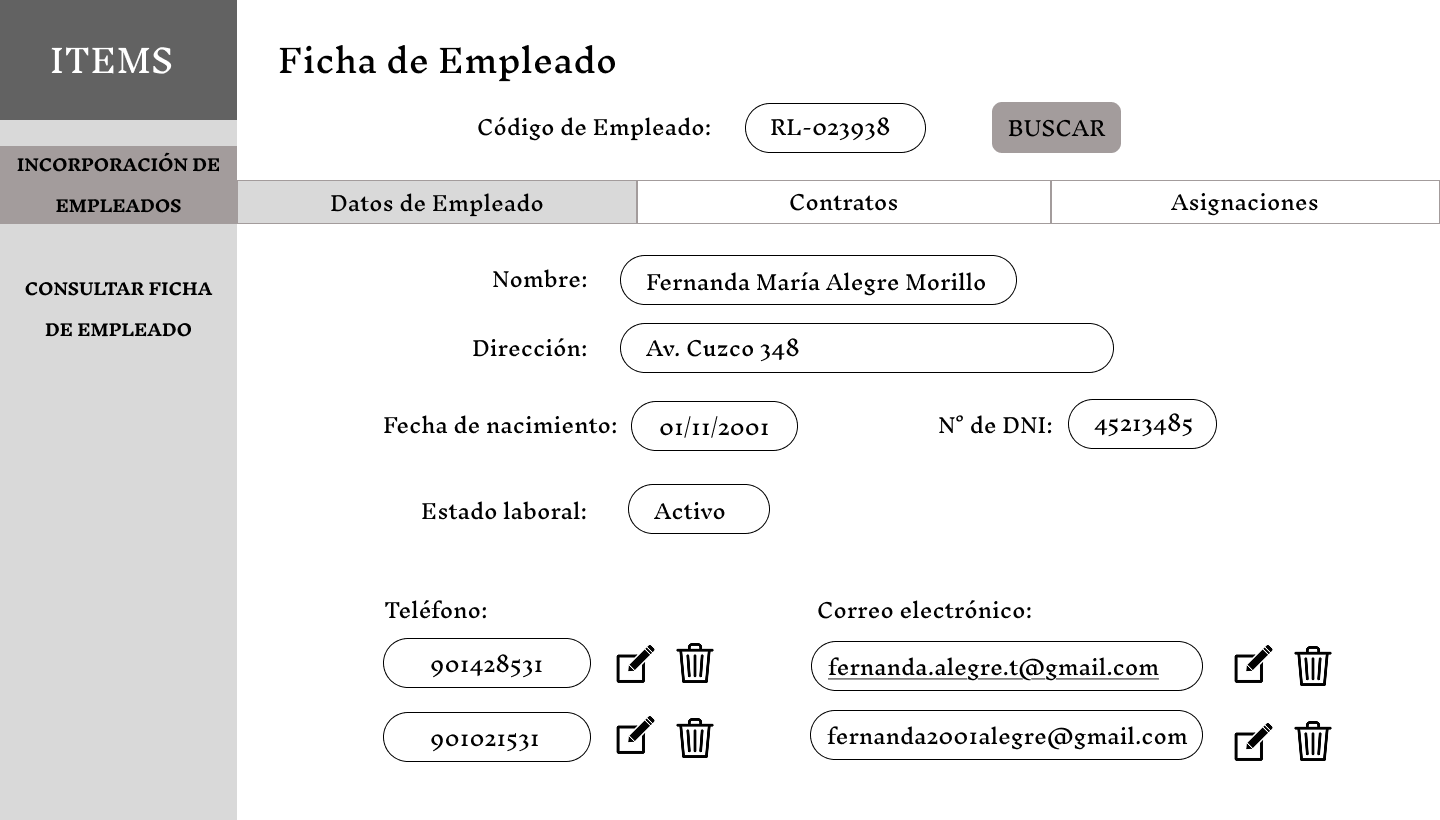 ITEMS
Ficha de Empleado
Código de Empleado: RL-023938 BUSCAR
INCORPORACIÓN DE
EMPLEADOS
CONSULTAR FICHA
DE EMPLEADO
Datos de Empleado Contratos Asignaciones
Nombre: Fernanda María Alegre Morillo
Dirección: Av. Cuzco 348
Fecha de nacimiento: 01/11/2001 N° de DNI: 45213485
Estado laboral: Activo
Teléfono: Correo electrónico:
901428531 fernanda.alegre.t@gmail.com
901021531 fernanda2001alegre@gmail.com